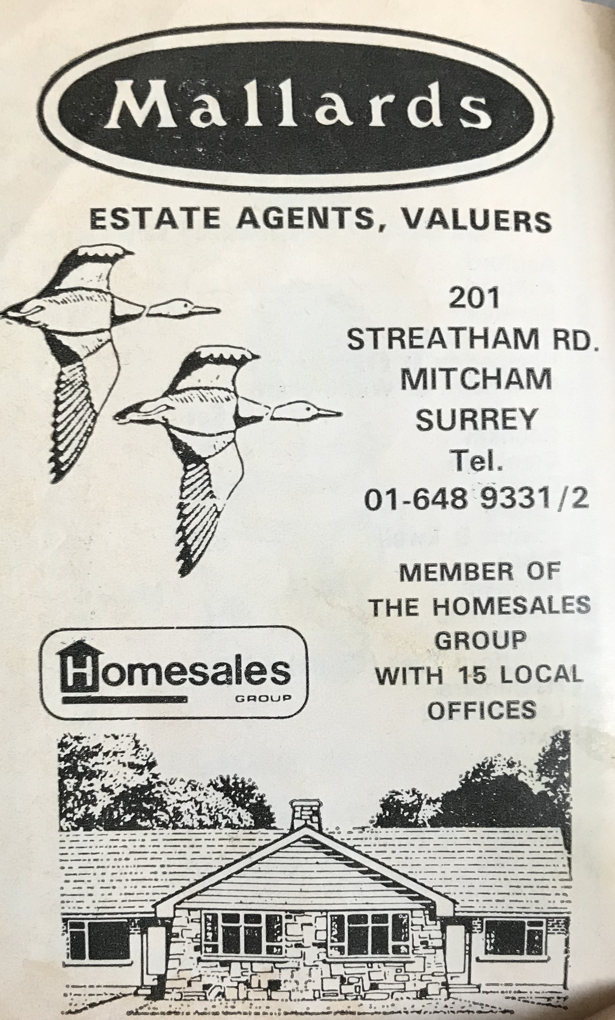 Mallards
ESTATE AGENTS, VALUERS
201
STREATHAM RD.
MITCHAM
SURREY
Tel.
01-648 9331/2
MEMBER OF
THE HOMESALES
GROUP
WITH 15 LOCAL
OFFICES
Homesales
GROUP